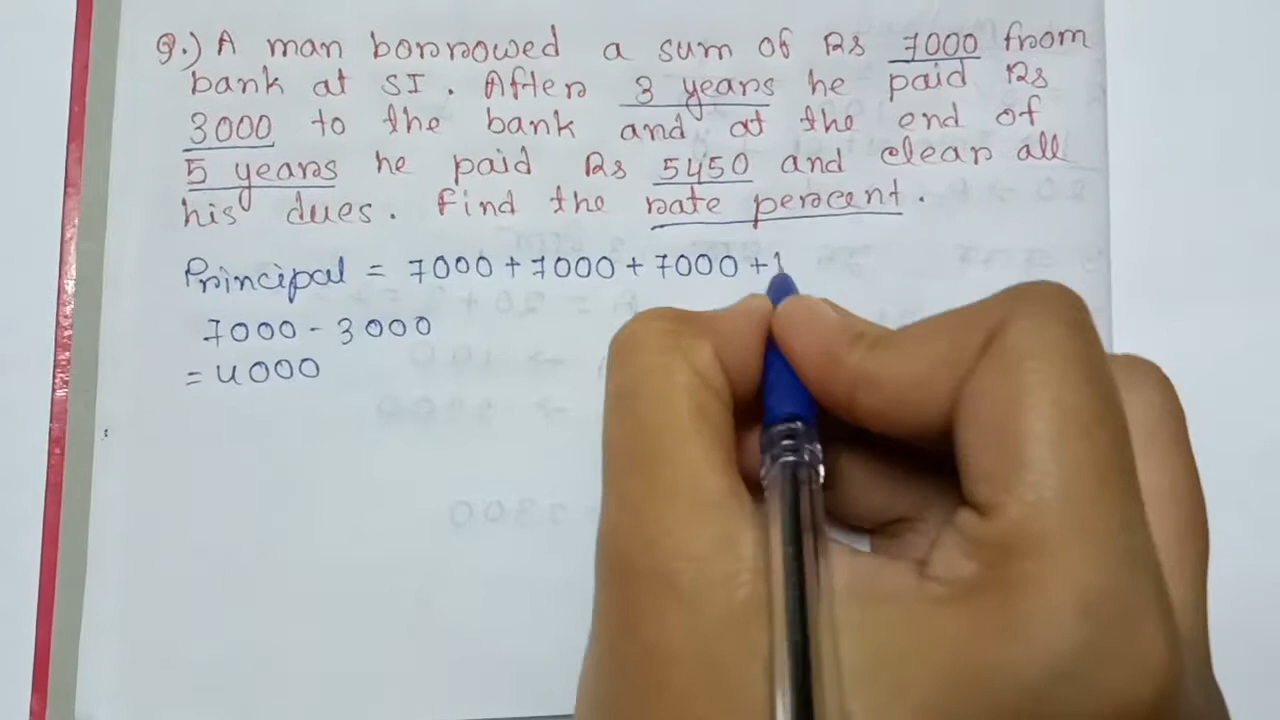 Q.) A man borrowed a sum of Rs 7000 from
bank at SI. After 3 years he paid Rs
3000 to the bank and at the end of
5 years he paid Rs 5450 and clear all
his dues. Find the rate percent.
Principal = 7000 + 7000 + 7000 +
7000 - 3000
= 4000